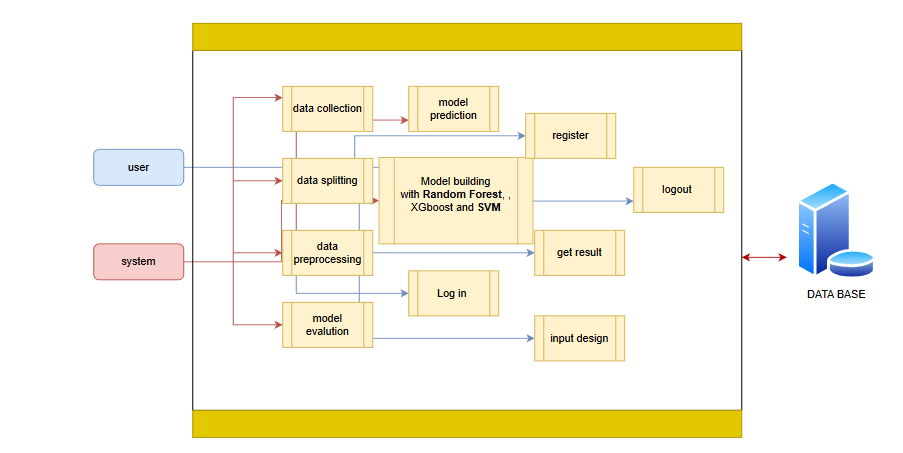 data collection
model
prediction
register
user
data splitting
Model building
with Random Forest, ,
XGboost and SVM
logout
system
data
preprocessing
get result
Log in
DATA BASE
model
evalution
input design